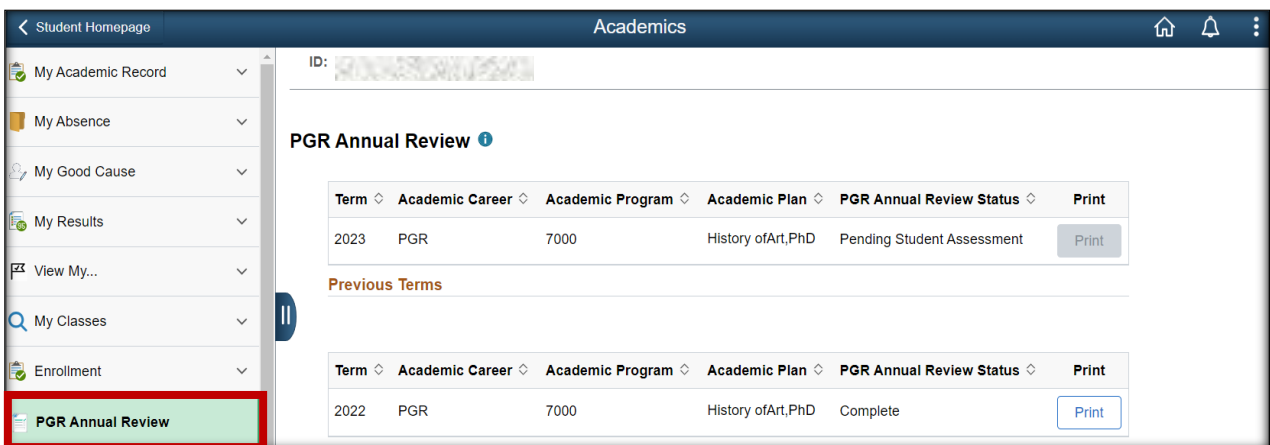 Student Homepage
Academics
My Academic Record
My Absence
My Good Cause
My Results
View My...
My Classes
Enrollment
PGR Annual Review
ID:
PGR Annual Review
Term Academic Career Academic Program Academic Plan PGR Annual Review Status Print
2023 PGR 7000 History ofArt,PhD Pending Student Assessment Print
Previous Terms
Term Academic Career Academic Program Academic Plan PGR Annual Review Status Print
2022 PGR 7000 History ofArt,PhD Complete Print